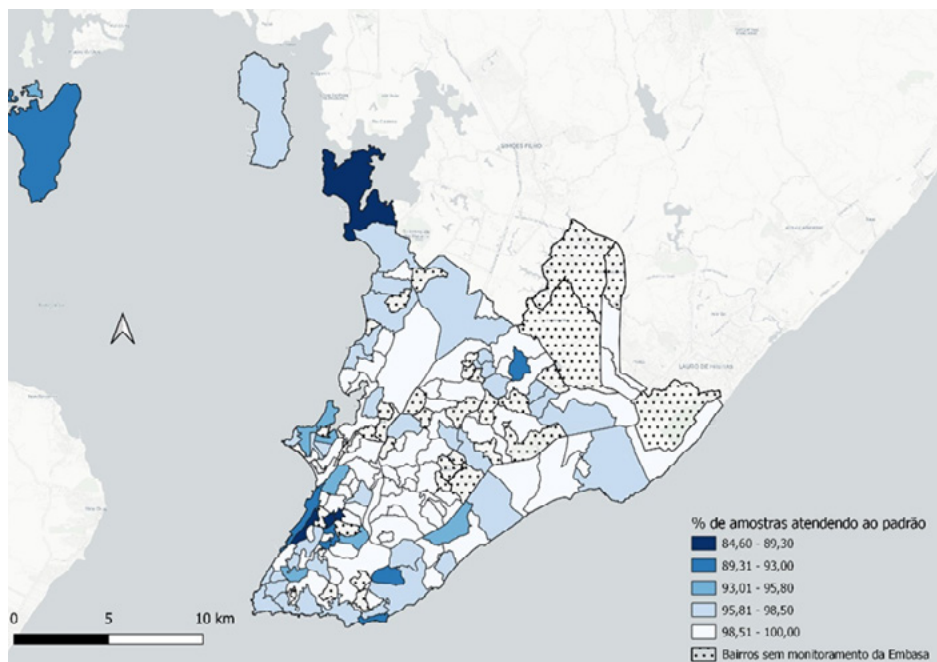 SIMÕES FILHO
LAURO DE FREITAS
% de amostras atendendo ao padrão
84,60 - 89,30
89,31 - 93,00
93,01 - 95,80
95,81 - 98,50
98,51 - 100,00
Bairros sem monitoramento da Embasa
0 5 10 km